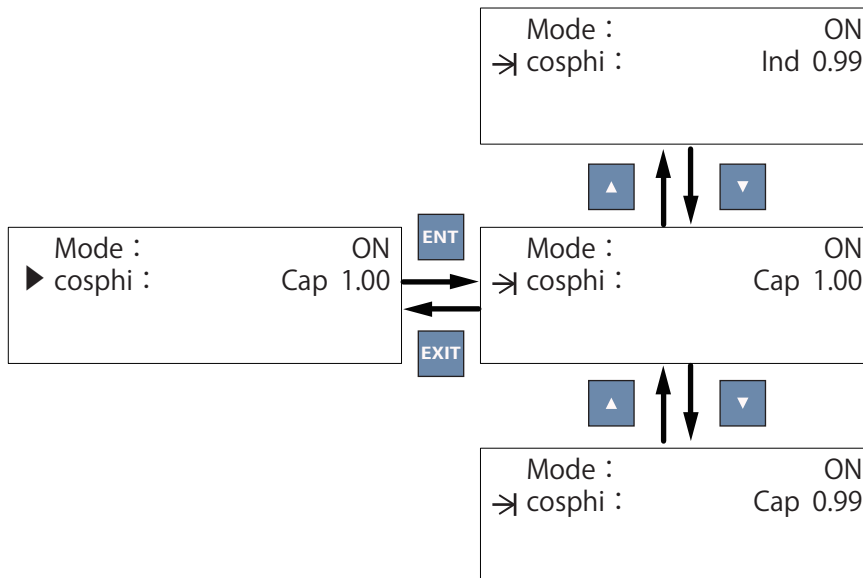 Mode： ON
cosphi： Ind 0.99
▲ ▼
ENT
Mode： ON
cosphi： Cap 1.00
Mode： ON
cosphi： Cap 1.00
EXIT
▲ ▼
Mode： ON
cosphi： Cap 0.99